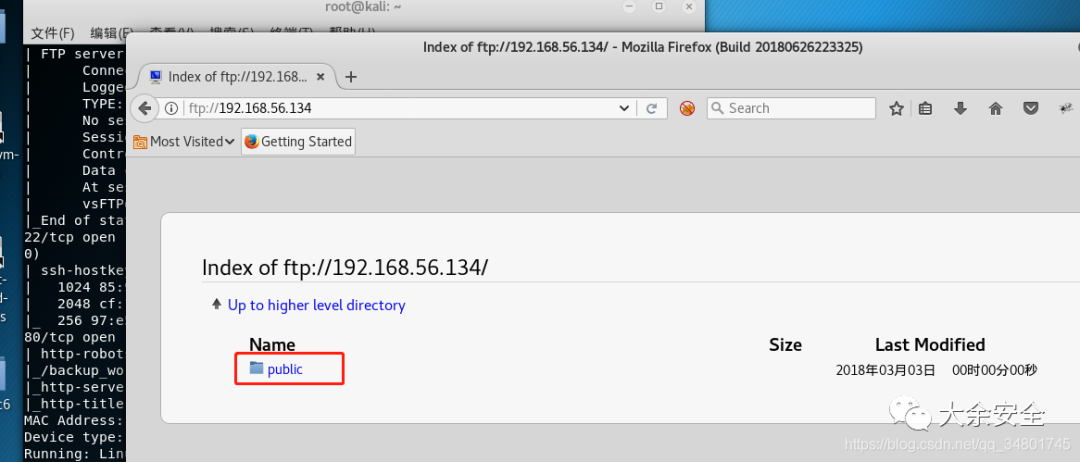 root@kali: ~
文件(F) 编辑(E) 查看(V) 搜索(S) 终端(T) 帮助(H)
Index of ftp://192.168.56.134/ - Mozilla Firefox (Build 20180626223325)
Index of ftp://192.168...
ftp://192.168.56.134
Search
Most Visited
Getting Started
| FTP server
| Conne
| Logge
| TYPE:
| No se
| Sessi
| Contr
| Data
| At se
| vsFTP
|_End of sta
22/tcp open
0)
| ssh-hostke
| 1024 85:
| 2048 cf:
|_ 256 97:e
80/tcp open
| http-robot
|_/backup_wo
|_http-serve
|_http-title
MAC Address:
Device type:
Running: Lin
Index of ftp://192.168.56.134/
Up to higher level directory
Name Size Last Modified
public 2018年03月03日 00时00分00秒
大余安全
https://blog.csdn.net/qq_34801745